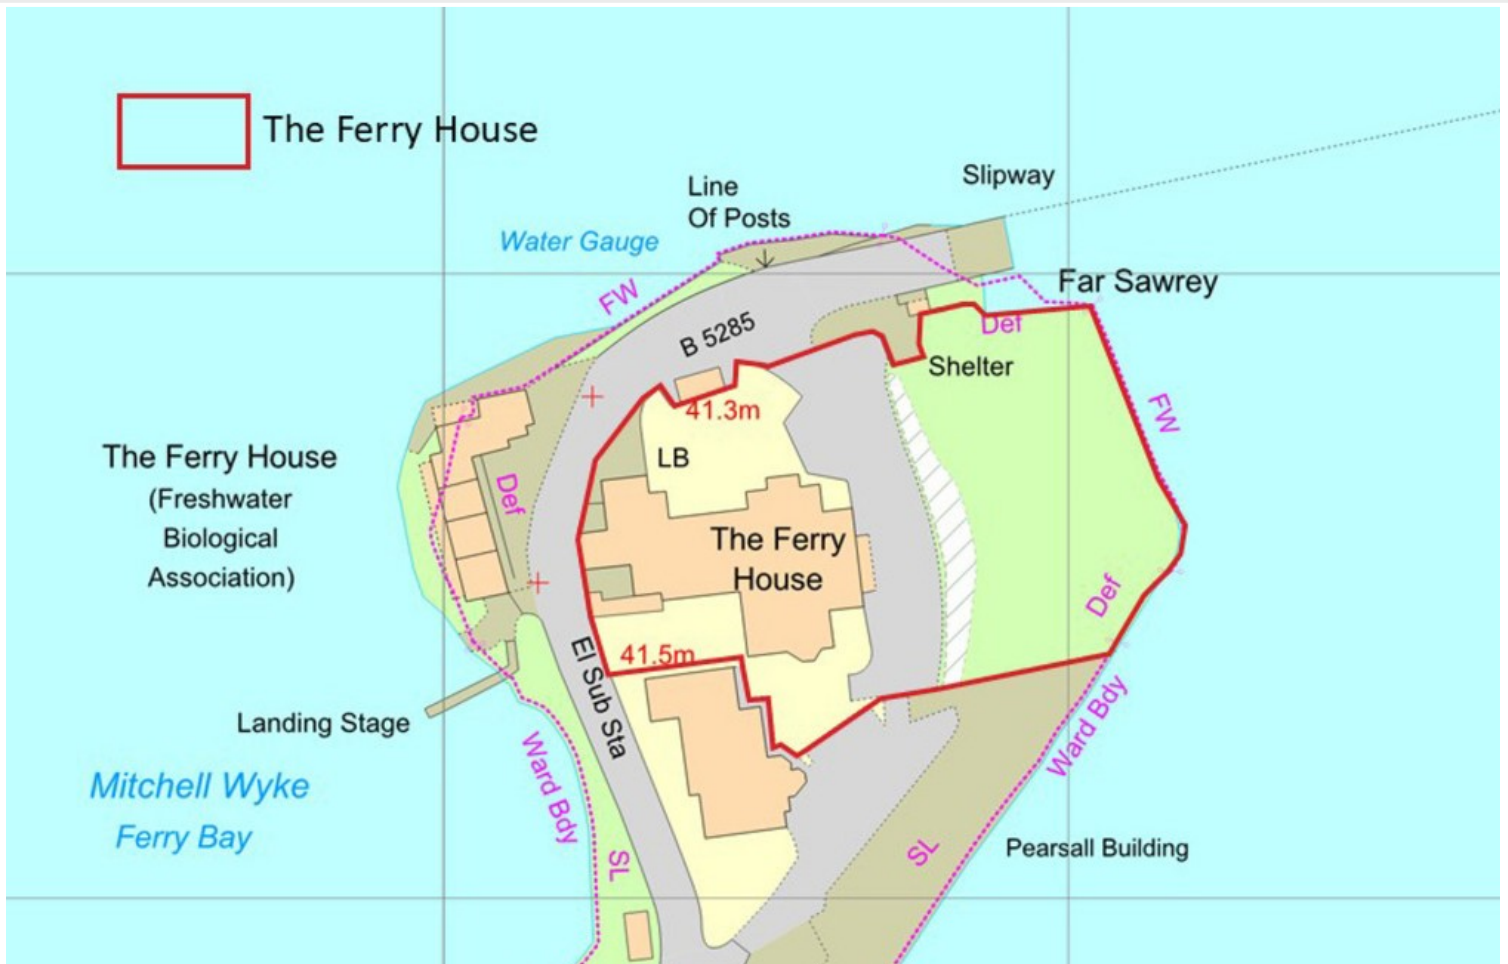 The Ferry House
Line
Of Posts
Slipway
Water Gauge
Far Sawrey
FW
B 5285
Def
Shelter
41.3m
FW
The Ferry House
(Freshwater
Biological
Association)
LB
Def
The Ferry
House
Def
41.5m
El Sub Sta
Landing Stage
Ward Bdy
Ward Bdy
Mitchell Wyke
Ferry Bay
SL
SL
Pearsall Building